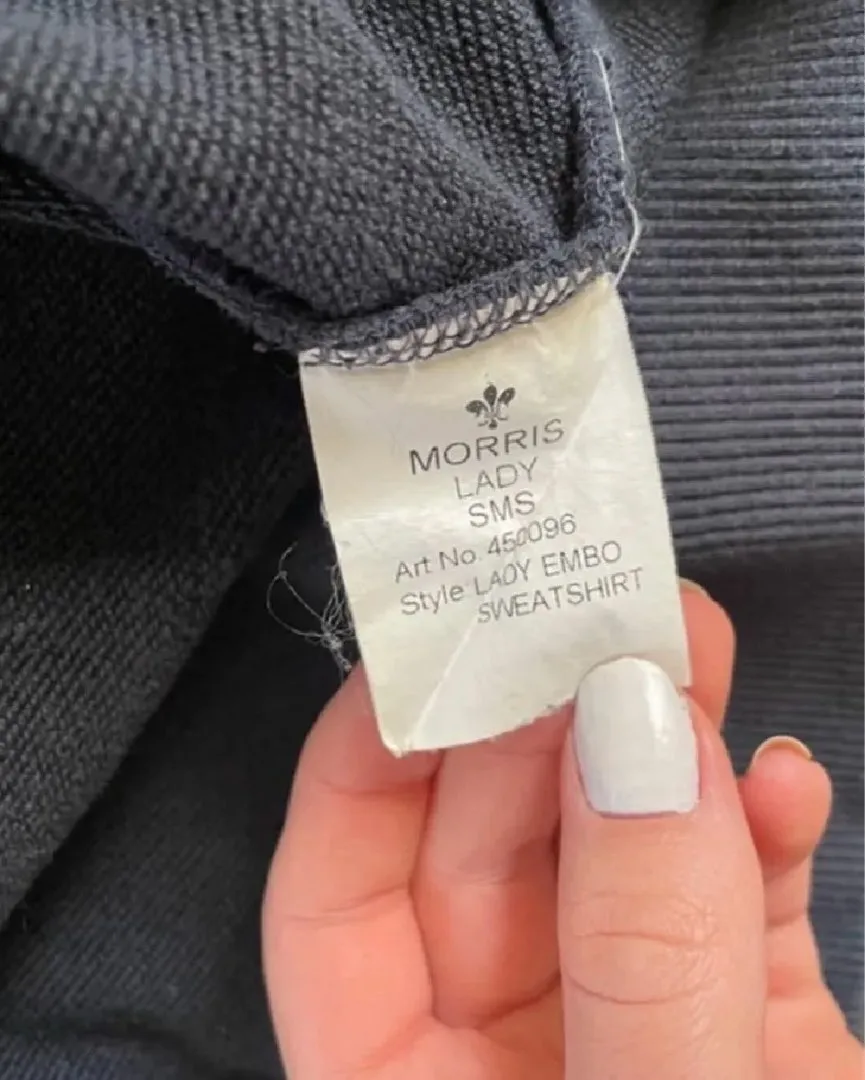 MORRIS
LADY
SMS
Art No. 450096
Style LADY EMBO
SWEATSHIRT